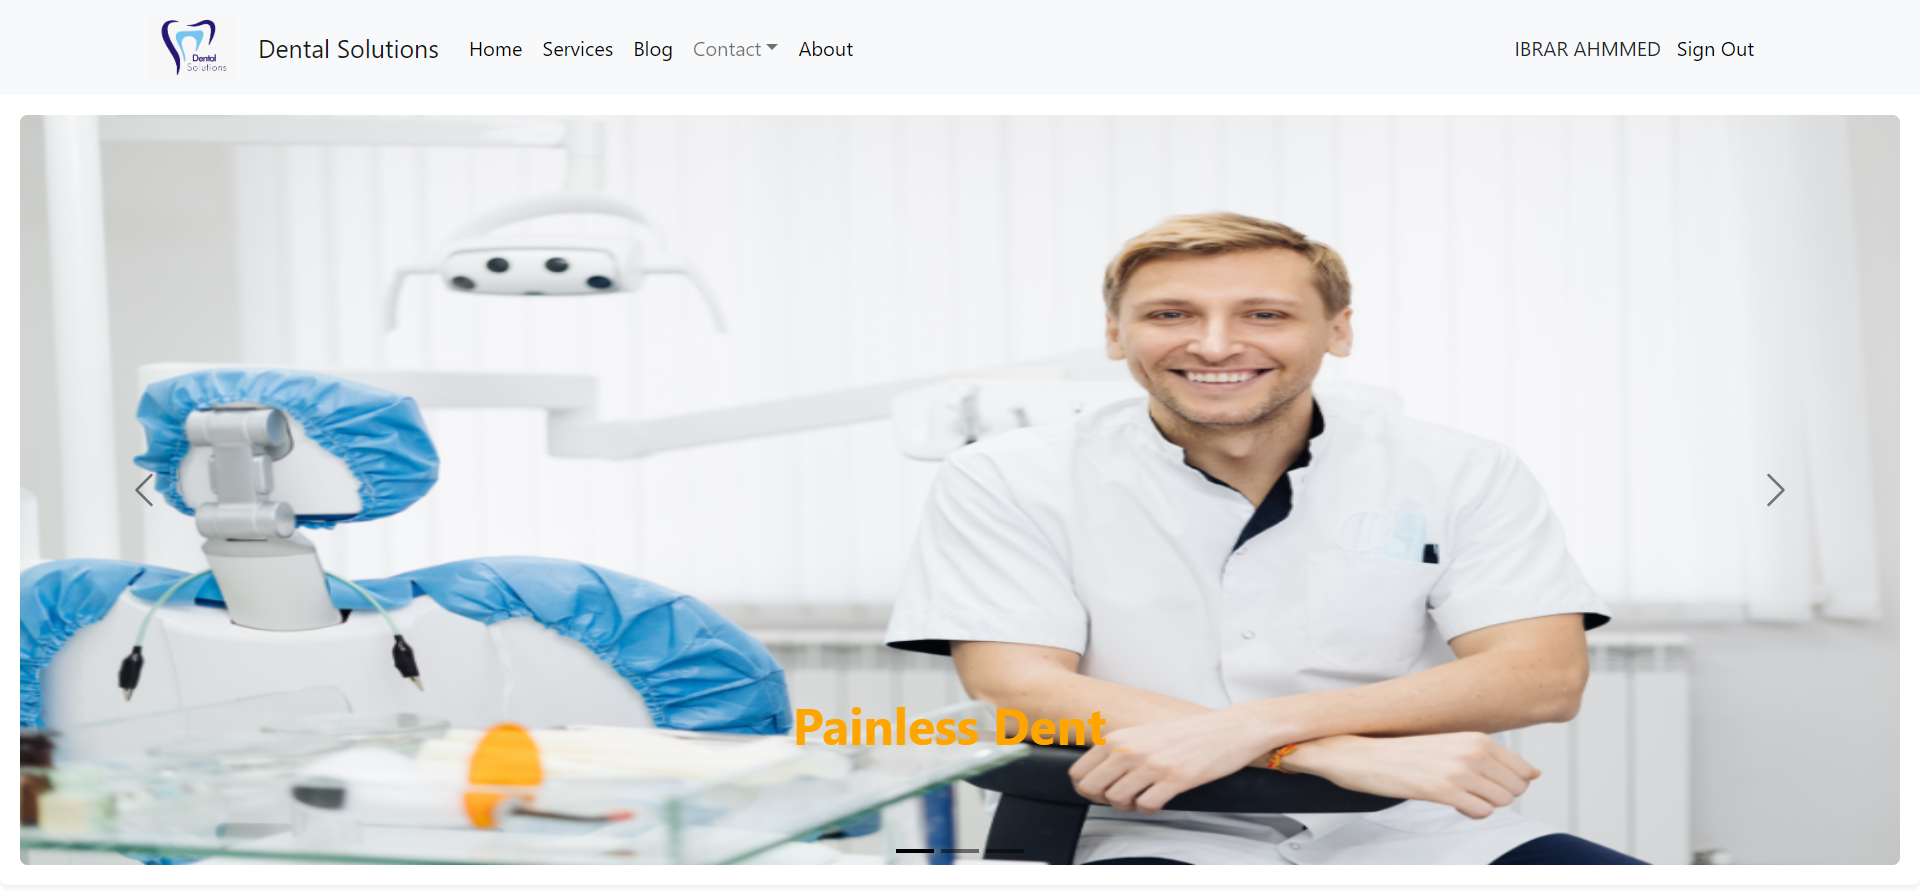 Dental
Solutions
Dental Solutions
Home
Services
Blog
Contact
About
IBRAR AHMMED
Sign Out
Painless Dent